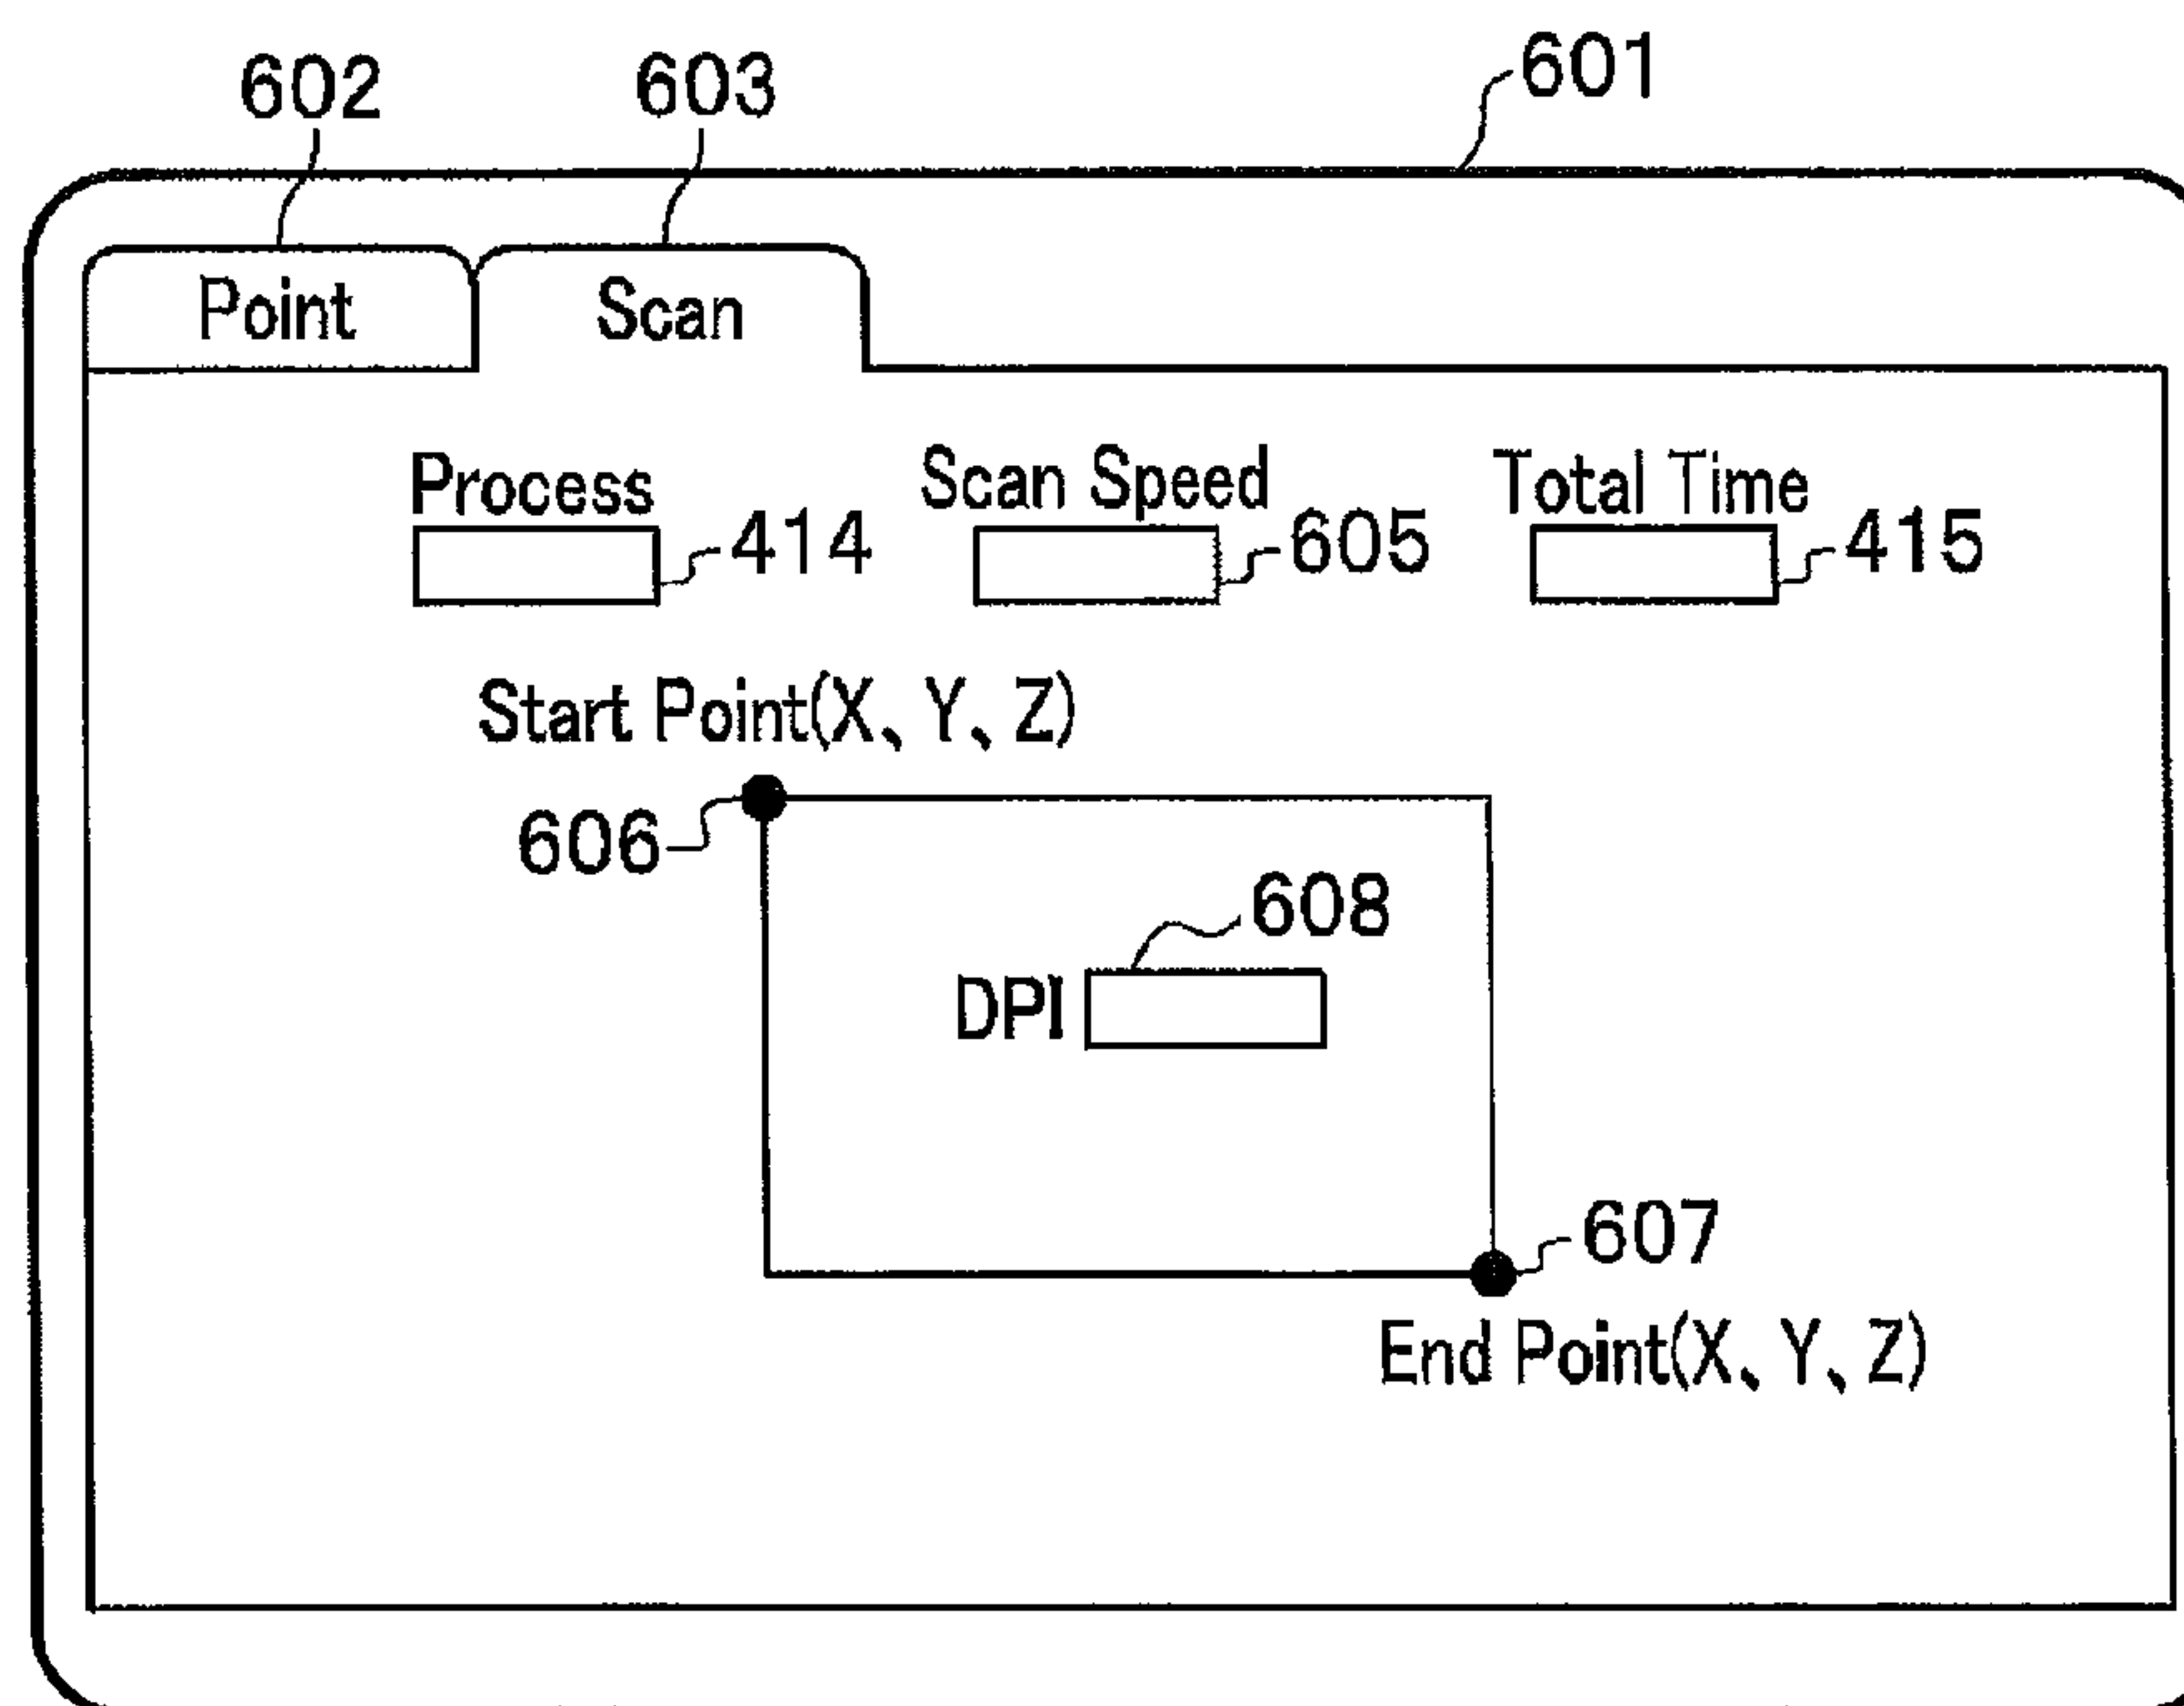 602 603 601
Point Scan
Process Scan Speed Total Time
414 605 415
Start Point(X、Y、Z)
606
608
DPI
607
End Point(X、Y、Z)